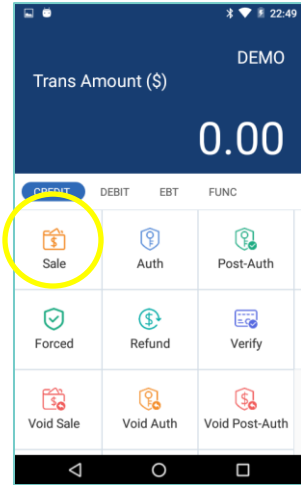 22:49
DEMO
Trans Amount ($)
0.00
CREDIT DEBIT EBT FUNC
Sale Auth Post-Auth
Forced Refund Verify
Void Sale Void Auth Void Post-Auth